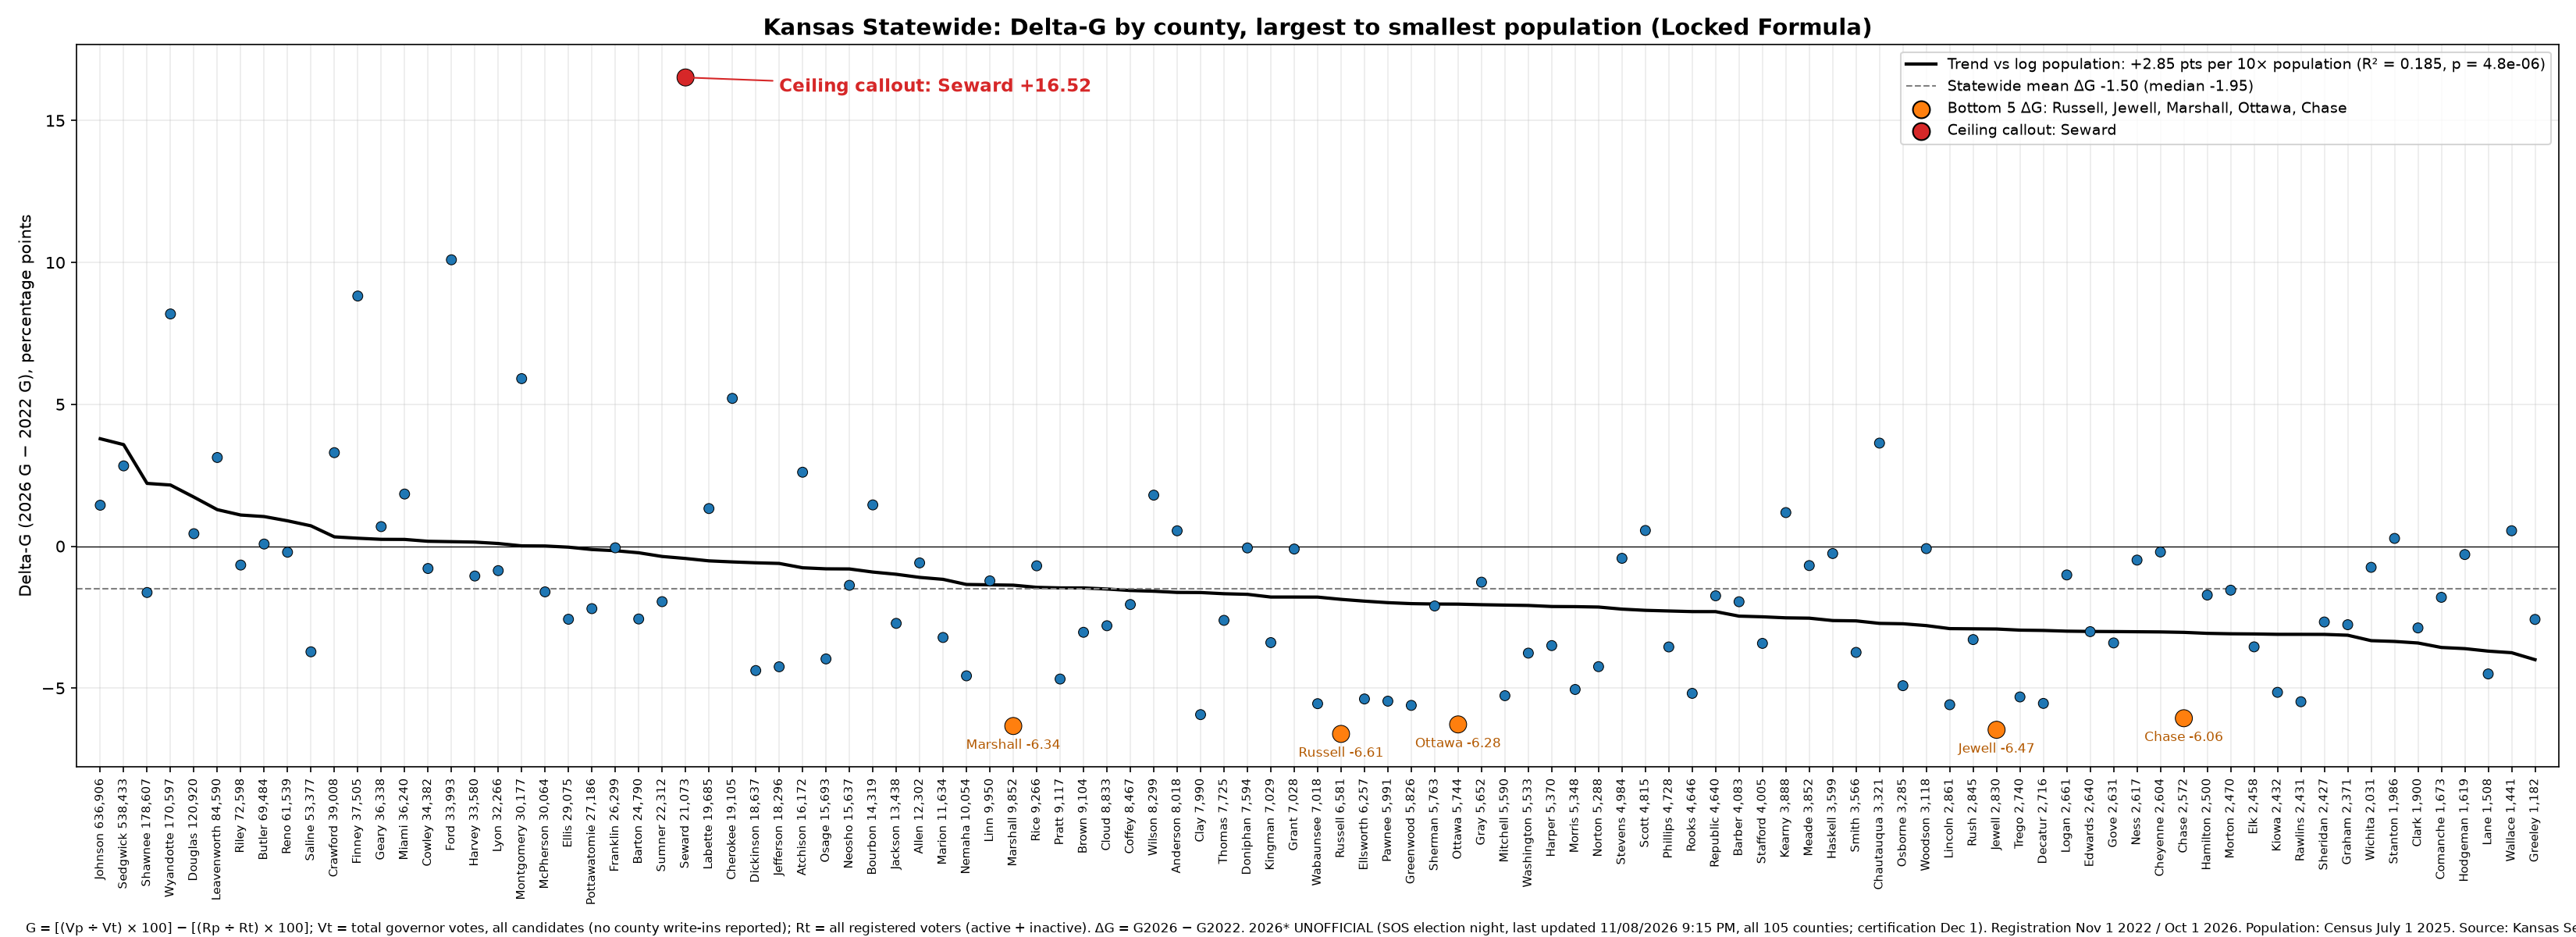 Kansas Statewide: Delta-G by county, largest to smallest population (Locked Formula)
Delta-G (2026 G − 2022 G), percentage points
15
10
5
0
−5
Ceiling callout: Seward +16.52
Trend vs log population: +2.85 pts per 10× population (R² = 0.185, p = 4.8e-06)
Statewide mean ΔG -1.50 (median -1.95)
Bottom 5 ΔG: Russell, Jewell, Marshall, Ottawa, Chase
Ceiling callout: Seward
Marshall -6.34
Russell -6.61
Ottawa -6.28
Jewell -6.47
Chase -6.06
Johnson 636,906
Sedgwick 538,433
Shawnee 178,607
Wyandotte 170,597
Douglas 120,920
Leavenworth 84,590
Riley 72,598
Butler 69,484
Reno 61,539
Saline 53,377
Crawford 39,008
Finney 37,505
Geary 36,338
Miami 36,240
Cowley 34,382
Ford 33,993
Harvey 33,580
Lyon 32,266
Montgomery 30,177
McPherson 30,064
Ellis 29,075
Pottawatomie 27,186
Franklin 26,299
Barton 24,790
Sumner 22,312
Seward 21,073
Labette 19,685
Cherokee 19,105
Dickinson 18,637
Jefferson 18,296
Atchison 16,172
Osage 15,693
Neosho 15,637
Bourbon 14,319
Jackson 13,438
Allen 12,302
Marion 11,634
Nemaha 10,054
Linn 9,950
Marshall 9,852
Rice 9,266
Pratt 9,117
Brown 9,104
Cloud 8,833
Coffey 8,467
Wilson 8,299
Anderson 8,018
Clay 7,990
Thomas 7,725
Doniphan 7,594
Kingman 7,029
Grant 7,028
Wabaunsee 7,018
Russell 6,581
Ellsworth 6,257
Pawnee 5,991
Greenwood 5,826
Sherman 5,763
Ottawa 5,744
Gray 5,652
Mitchell 5,590
Washington 5,533
Harper 5,370
Morris 5,348
Norton 5,288
Stevens 4,984
Scott 4,815
Phillips 4,728
Rooks 4,646
Republic 4,640
Barber 4,083
Stafford 4,005
Kearny 3,888
Meade 3,852
Haskell 3,599
Smith 3,566
Chautauqua 3,321
Osborne 3,285
Woodson 3,118
Lincoln 2,861
Rush 2,845
Jewell 2,830
Trego 2,740
Decatur 2,716
Logan 2,661
Edwards 2,640
Gove 2,631
Ness 2,617
Cheyenne 2,604
Chase 2,572
Hamilton 2,500
Morton 2,470
Elk 2,458
Kiowa 2,432
Rawlins 2,431
Sheridan 2,427
Graham 2,371
Wichita 2,031
Stanton 1,986
Clark 1,900
Comanche 1,673
Hodgeman 1,619
Lane 1,508
Wallace 1,441
Greeley 1,182
G = [(Vp ÷ Vt) × 100] − [(Rp ÷ Rt) × 100]; Vt = total governor votes, all candidates (no county write-ins reported); Rt = all registered voters (active + inactive). ΔG = G2026 − G2022. 2026* UNOFFICIAL (SOS election night, last updated 11/08/2026 9:15 PM, all 105 counties; certification Dec 1). Registration Nov 1 2022 / Oct 1 2026. Population: Census July 1 2025. Source: Kansas